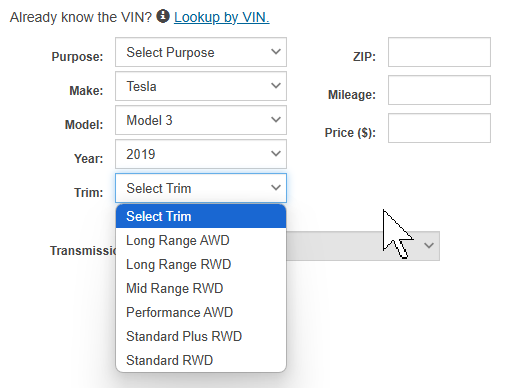 Already know the VIN? Lookup by VIN.
Purpose: Select Purpose
ZIP:
Make: Tesla
Mileage:
Model: Model 3
Price ($):
Year: 2019
Trim: Select Trim
Select Trim
Long Range AWD
Transmissio
Long Range RWD
Mid Range RWD
Performance AWD
Standard Plus RWD
Standard RWD